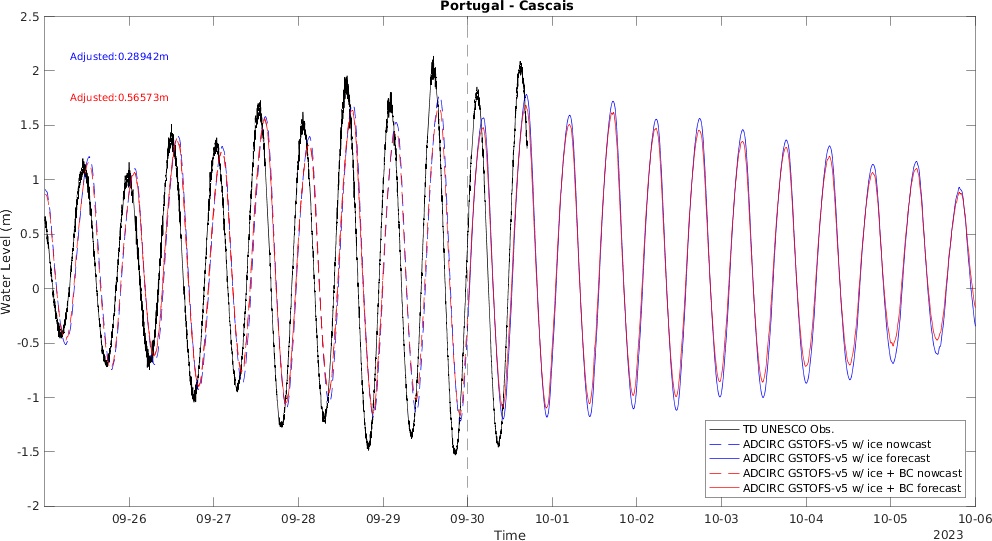 Portugal - Cascais
2.5
2
1.5
1
0.5
0
-0.5
-1
-1.5
-2
Water Level (m)
Adjusted:0.28942m
Adjusted:0.56573m
TD UNESCO Obs.
ADCIRC GSTOFS-v5 w/ ice nowcast
ADCIRC GSTOFS-v5 w/ ice forecast
ADCIRC GSTOFS-v5 w/ ice + BC nowcast
ADCIRC GSTOFS-v5 w/ ice + BC forecast
09-26 09-27 09-28 09-29 09-30 10-01 10-02 10-03 10-04 10-05 10-06
Time
2023